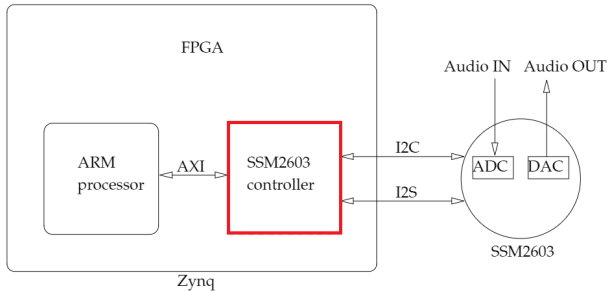 FPGA
Audio IN
Audio OUT
ARM
processor
AXI
SSM2603
controller
I2C
I2S
ADC
DAC
SSM2603
Zynq